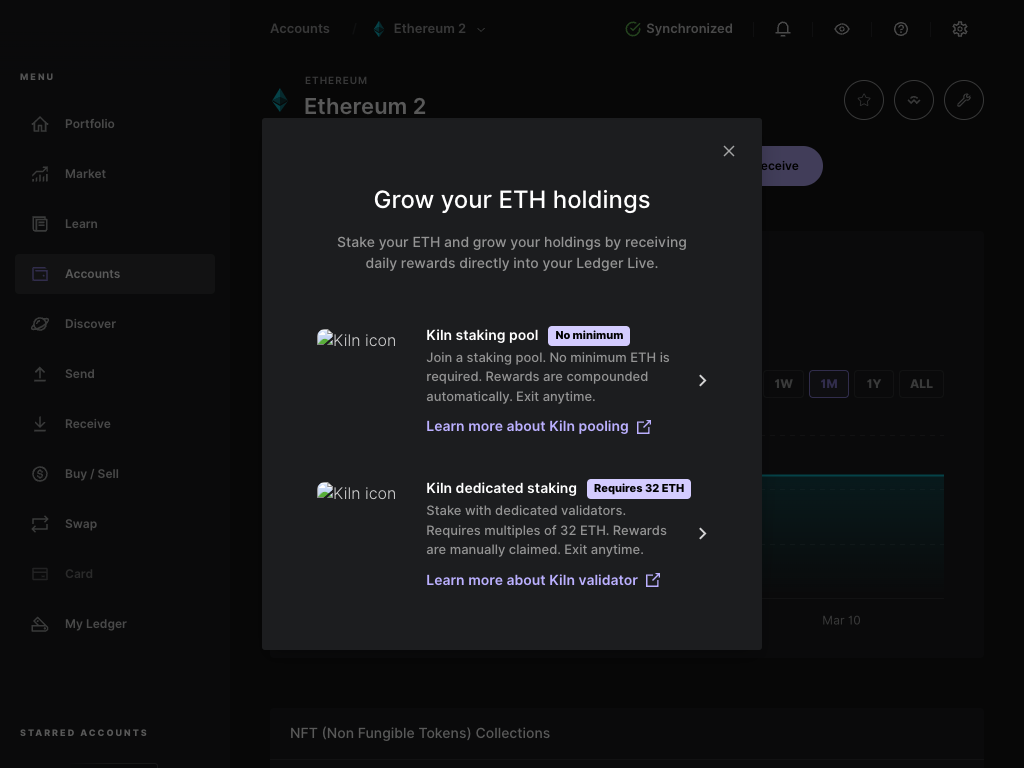 Accounts / Ethereum 2
Synchronized
MENU
Portfolio
Market
Learn
Accounts
Discover
Send
Receive
Buy / Sell
Swap
Card
My Ledger
STARRED ACCOUNTS
ETHEREUM
Ethereum 2
eceive
Grow your ETH holdings
Stake your ETH and grow your holdings by receiving
daily rewards directly into your Ledger Live.
Kiln icon
Kiln staking pool No minimum
Join a staking pool. No minimum ETH is
required. Rewards are compounded
automatically. Exit anytime.
Learn more about Kiln pooling
Kiln icon
Kiln dedicated staking Requires 32 ETH
Stake with dedicated validators.
Requires multiples of 32 ETH. Rewards
are manually claimed. Exit anytime.
Learn more about Kiln validator
1W 1M 1Y ALL
Mar 10
NFT (Non Fungible Tokens) Collections